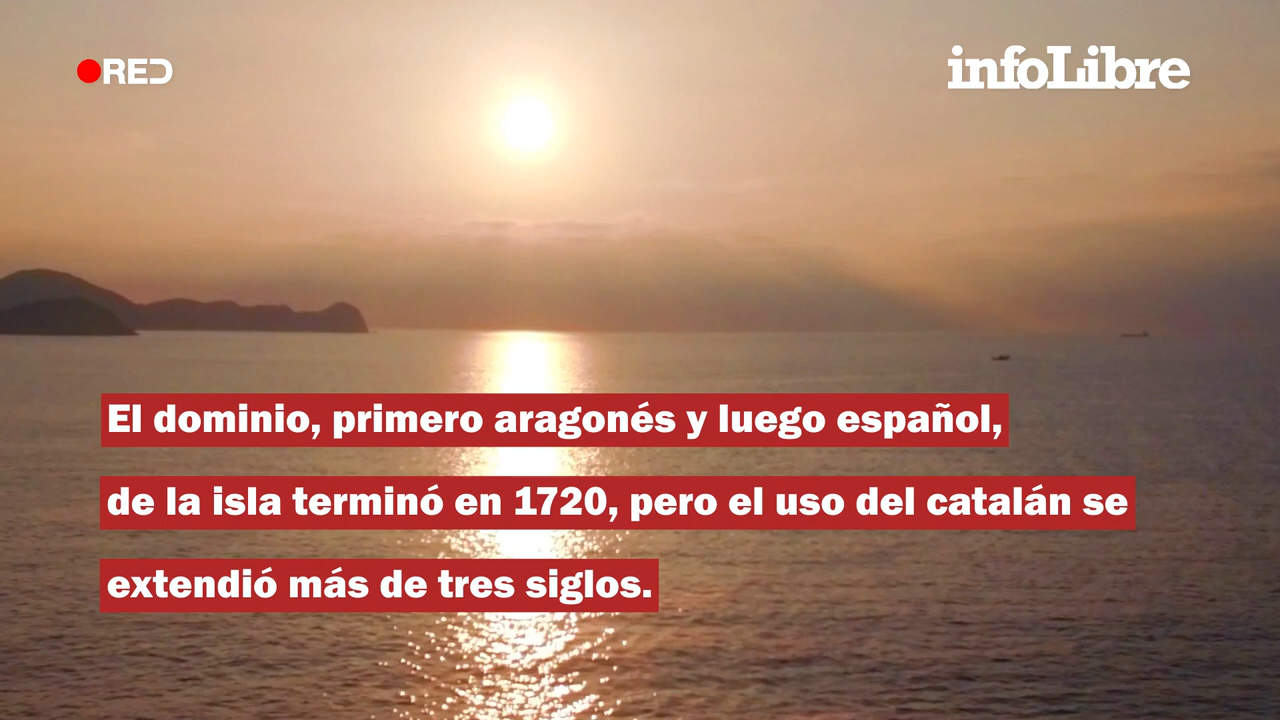 RED
infoLibre
El dominio, primero aragonés y luego español,
de la isla terminó en 1720, pero el uso del catalán se
extendió más de tres siglos.